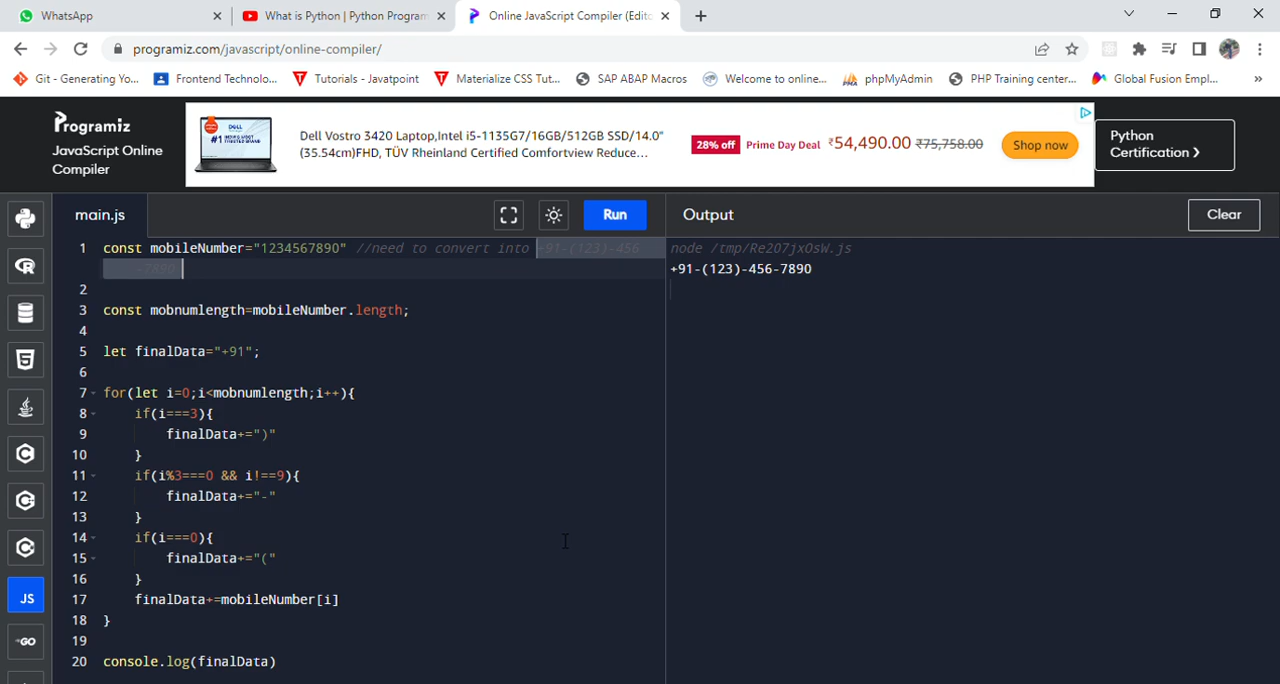 WhatsApp
What is Python | Python Program
Online JavaScript Compiler (Edito
programiz.com/javascript/online-compiler/
Git - Generating Yo...
Frontend Technolo...
Tutorials - Javatpoint
Materialize CSS Tut...
SAP ABAP Macros
Welcome to online...
phpMyAdmin
PHP Training center...
Global Fusion Empl...
»
Programiz
JavaScript Online
Compiler
Dell Vostro 3420 Laptop,Intel i5-1135G7/16GB/512GB SSD/14.0"
(35.54cm)FHD, TÜV Rheinland Certified Comfortview Reduce...
28% off Prime Day Deal ₹54,490.00 ₹75,758.00
Shop now
Python
Certification ❯
main.js
Run
Output
Clear
1 const mobileNumber="1234567890" //need to convert into +91-(123)-456
-7890
2
3 const mobnumlength=mobileNumber.length;
4
5 let finalData="+91";
6
7 for(let i=0;i<mobnumlength;i++){
8 if(i===3){
9 finalData+=")"
10 }
11 if(i%3===0 && i!==9){
12 finalData+="-"
13 }
14 if(i===0){
15 finalData+="("
16 }
17 finalData+=mobileNumber[i]
18 }
19
20 console.log(finalData)
node /tmp/Re207jxOsW.js
+91-(123)-456-7890
JS
GO